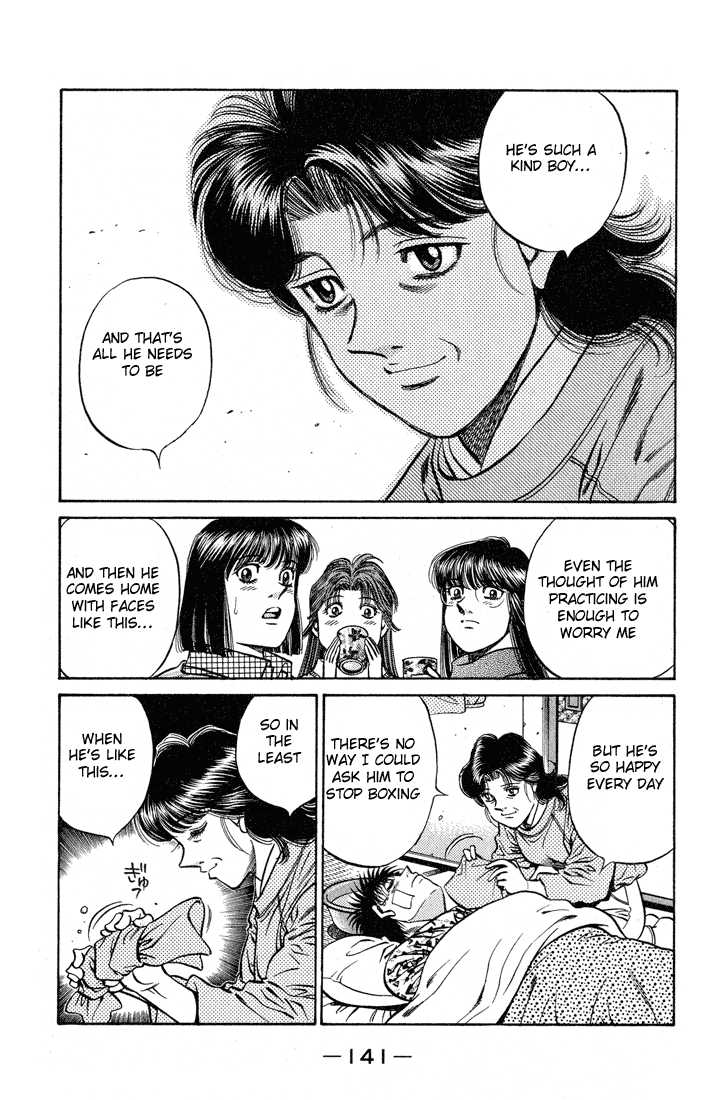 HE'S SUCH A
KIND BOY...
AND THAT'S
ALL HE NEEDS
TO BE
EVEN THE
THOUGHT OF HIM
PRACTICING IS
ENOUGH TO
WORRY ME
AND THEN HE
COMES HOME
WITH FACES
LIKE THIS...
BUT HE'S
SO HAPPY
EVERY DAY
THERE'S NO
WAY I COULD
ASK HIM TO
STOP BOXING
SO IN
THE
LEAST
WHEN
HE'S LIKE
THIS...
ぎゅっ
—141—